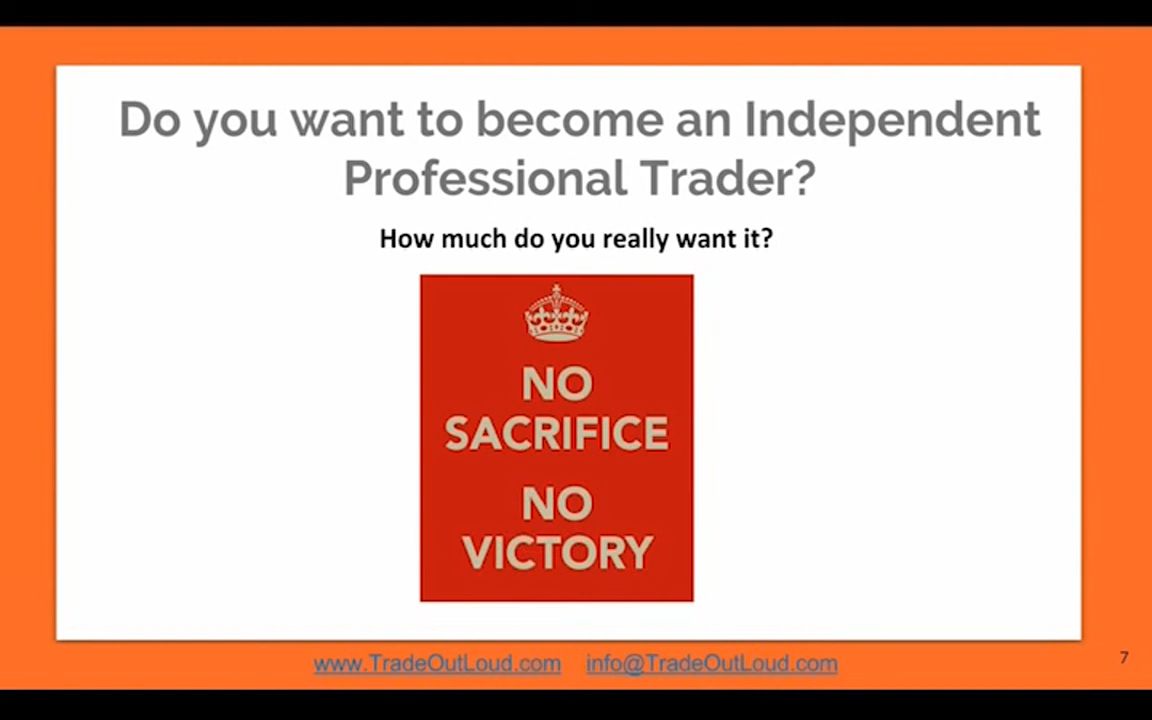 Do you want to become an Independent
Professional Trader?
How much do you really want it?
NO
SACRIFICE
NO
VICTORY
www.TradeOutLoud.com info@TradeOutLoud.com
7